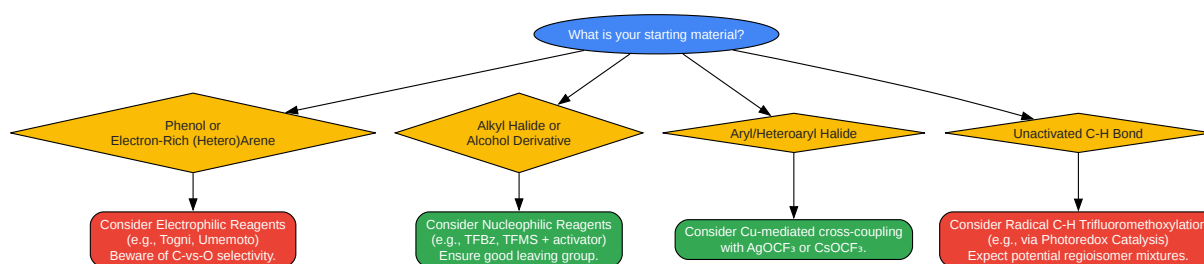 What is your starting material?
Phenol or
Electron-Rich (Hetero)Arene
Alkyl Halide or
Alcohol Derivative
Aryl/Heteroaryl Halide
Unactivated C-H Bond
Consider Electrophilic Reagents
(e.g., Togni, Umemoto)
Beware of C-vs-O selectivity.
Consider Nucleophilic Reagents
(e.g., TFBz, TFMS + activator)
Ensure good leaving group.
Consider Cu-mediated cross-coupling
with AgOCF₃ or CsOCF₃.
Consider Radical C-H Trifluoromethoxylation
(e.g., via Photoredox Catalysis)
Expect potential regioisomer mixtures.